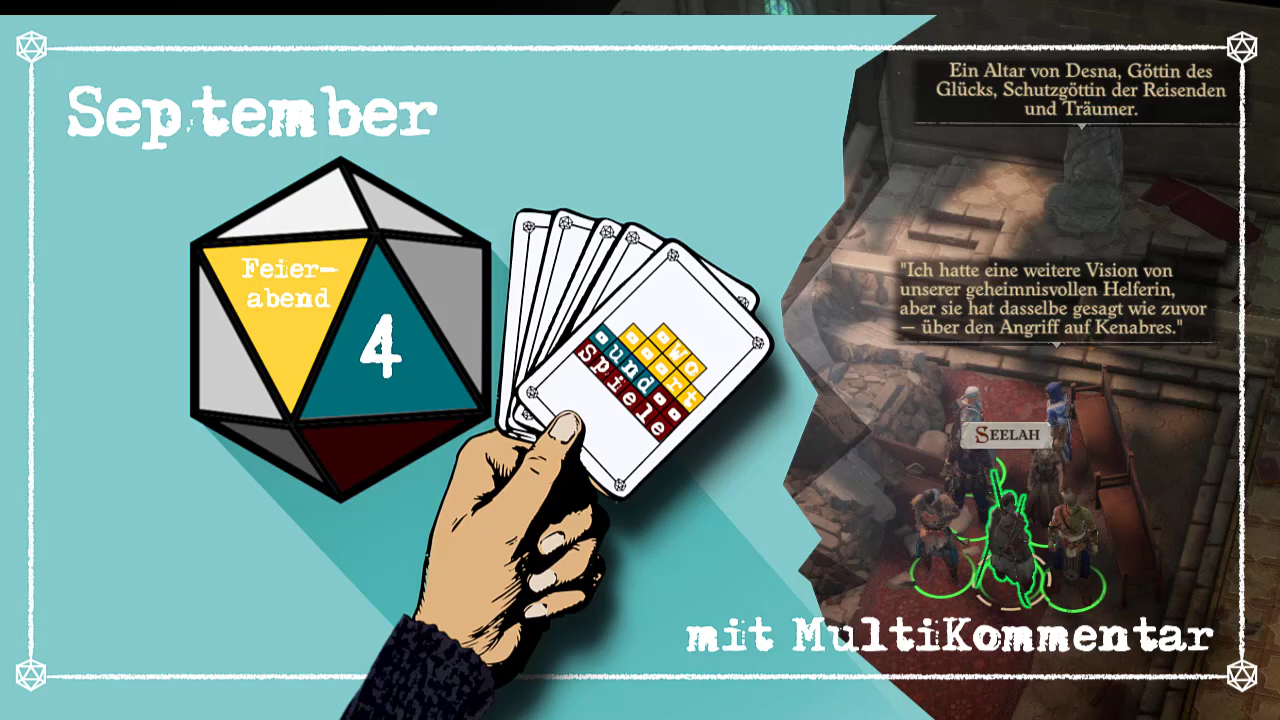 September
Feier-
abend
4
Wo
ort
und
Spiele
Ein Altar von Desna, Göttin des
Glücks, Schutzgöttin der Reisenden
und Träumer.
"Ich hatte eine weitere Vision von
unserer geheimnisvollen Helferin,
aber sie hat dasselbe gesagt wie zuvor
— über den Angriff auf Kenabres."
SEELAH
mit MultiKommentar